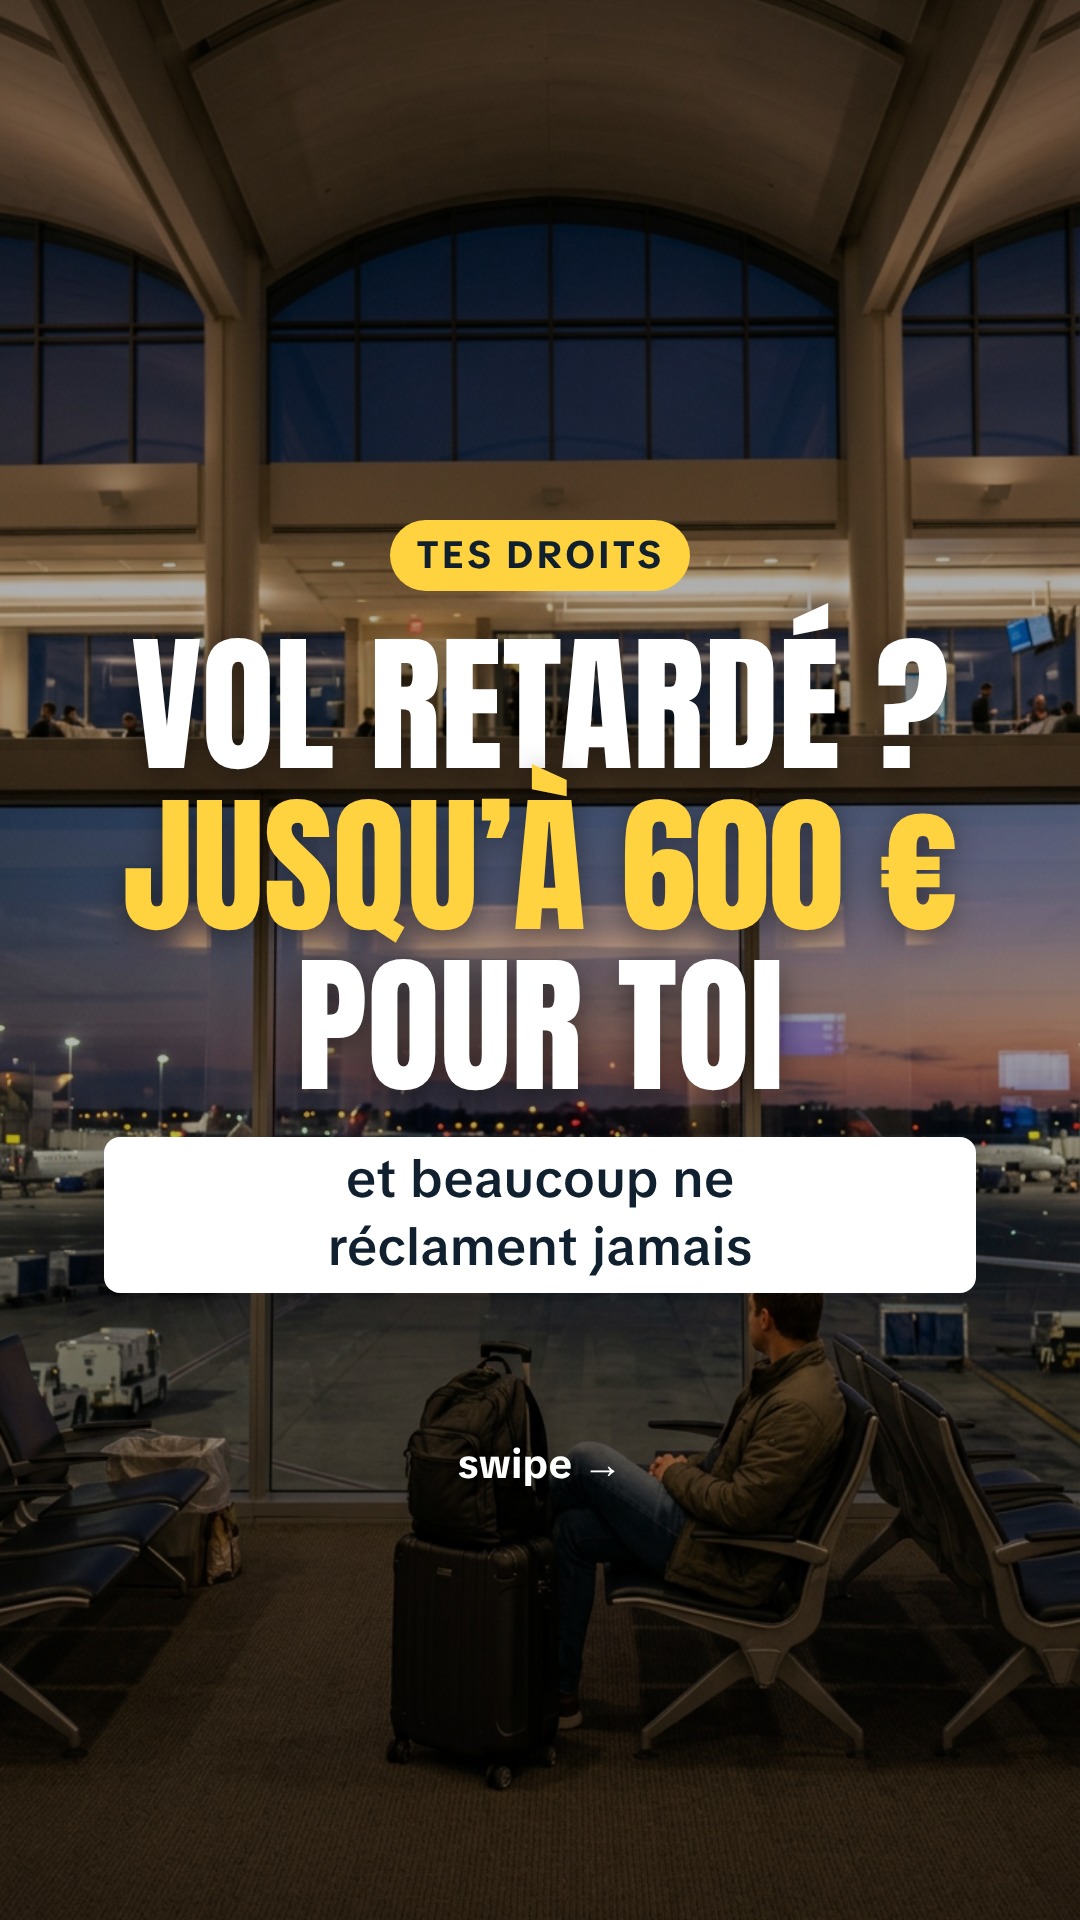 TES DROITS
VOL RETARDÉ ?
JUSQU’À 600 €
POUR TOI
et beaucoup ne
réclament jamais
swipe →